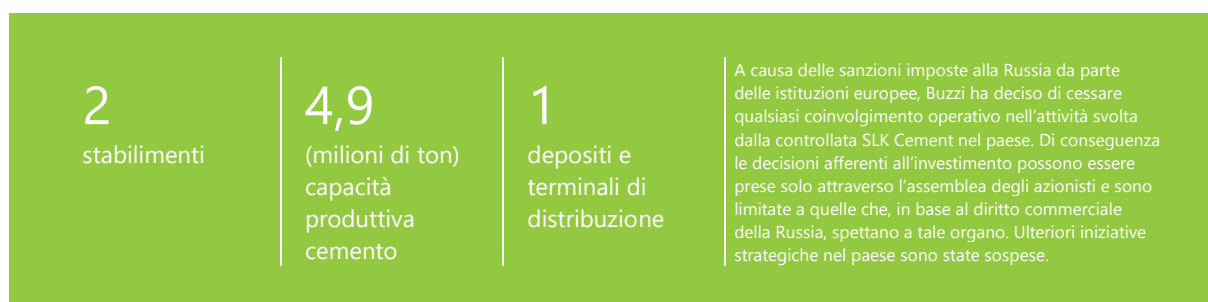 2
stabilimenti
4,9
(milioni di ton)
capacità
produttiva
cemento
1
depositi e
terminali di
distribuzione
A causa delle sanzioni imposte alla Russia da parte
delle istituzioni europee, Buzzi ha deciso di cessare
qualsiasi coinvolgimento operativo nell’attività svolta
dalla controllata SLK Cement nel paese. Di conseguenza
le decisioni afferenti all’investimento possono essere
prese solo attraverso l’assemblea degli azionisti e sono
limitate a quelle che, in base al diritto commerciale
della Russia, spettano a tale organo. Ulteriori iniziative
strategiche nel paese sono state sospese.